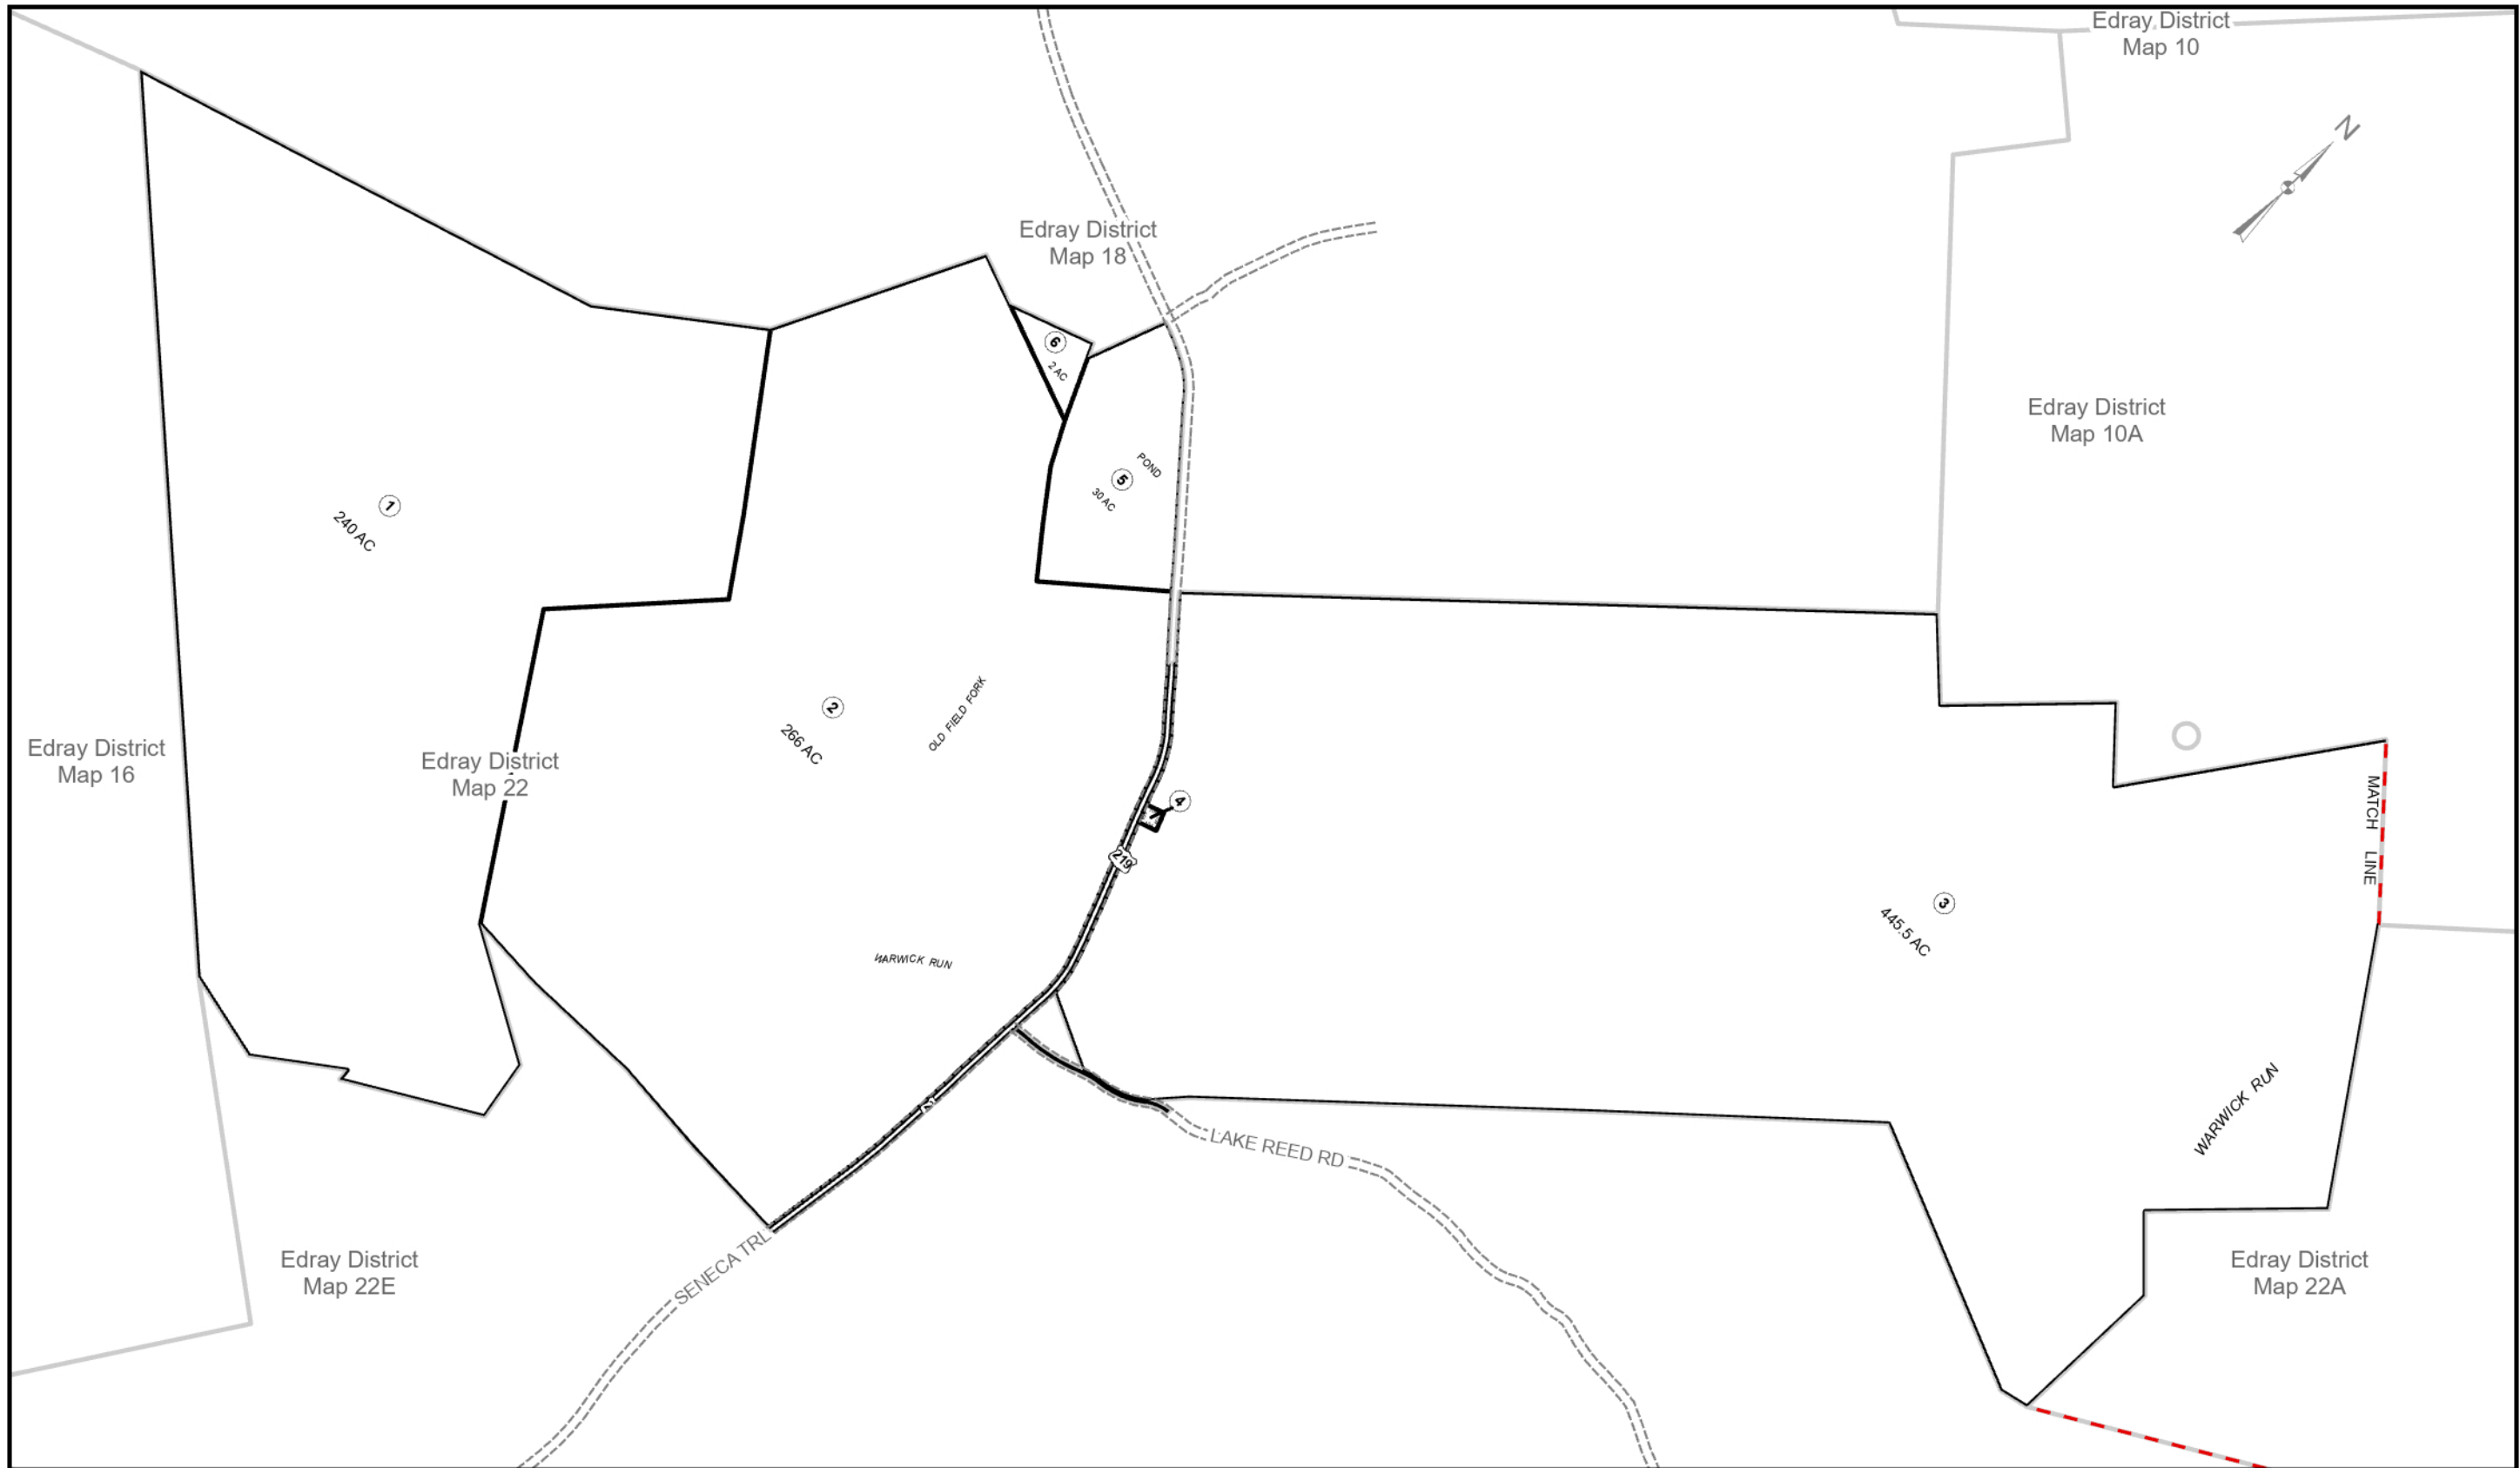 Edray District
Map 10
N
Edray District
Map 18
6
2 AC
Edray District
Map 10A
POND
5
30 AC
1
240 AC
OLD FIELD FORK
2
266 AC
Edray District
Map 16
Edray District
Map 22
4
MATCH LINE
219
3
445.5 AC
WARWICK RUN
WARWICK RUN
LAKE REED RD
SENECA TRL
Edray District
Map 22E
Edray District
Map 22A